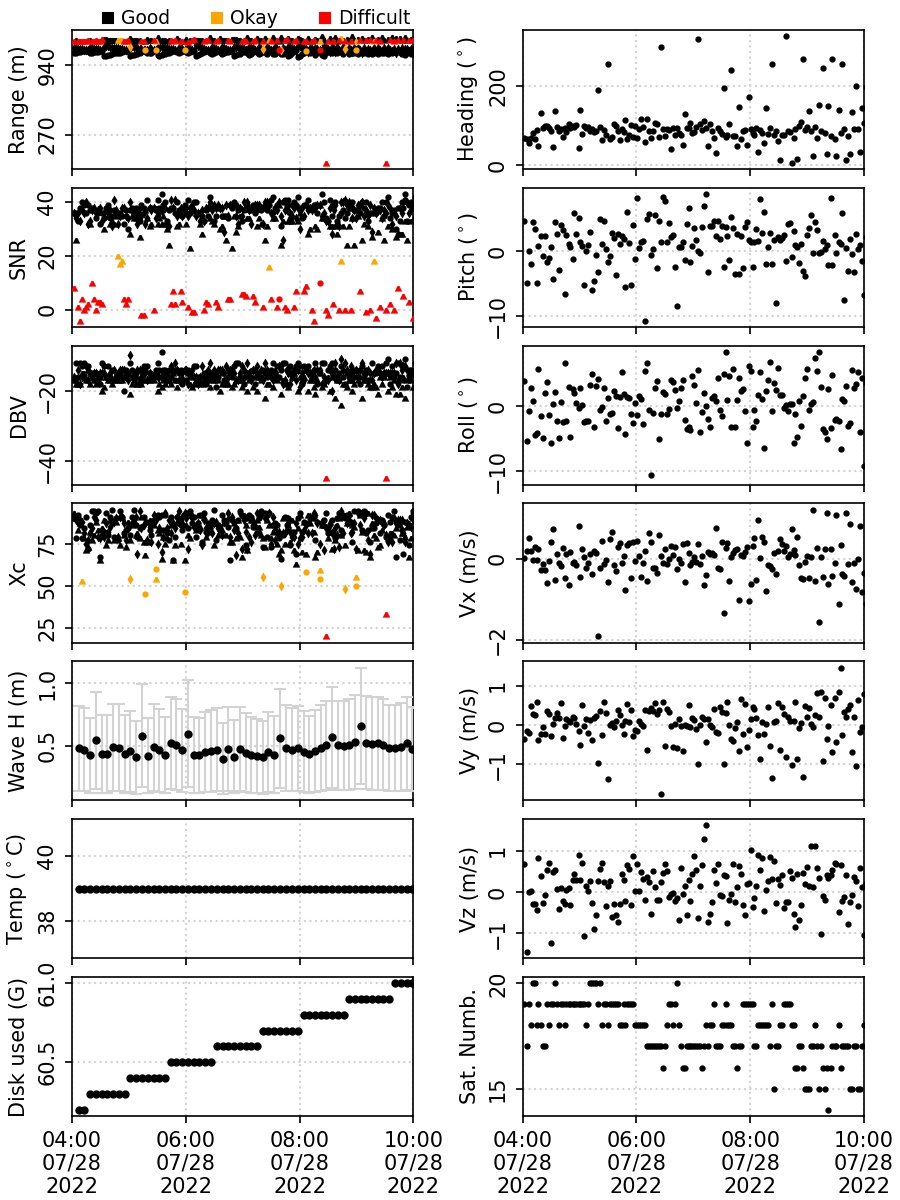 Good Okay Difficult
Range (m)
940
270
Heading (°)
200
0
SNR
40
20
0
Pitch (°)
0
−10
DBV
−20
−40
Roll (°)
0
−10
Xc
75
50
25
Vx (m/s)
0
−2
Wave H (m)
1.0
0.5
Vy (m/s)
1
0
−1
Temp (°C)
40
38
Vz (m/s)
1
0
−1
Disk used (G)
61.0
60.5
Sat. Numb.
20
15
04:00 06:00 08:00 10:00 04:00 06:00 08:00 10:00
07/28 07/28 07/28 07/28 07/28 07/28 07/28 07/28
2022 2022 2022 2022 2022 2022 2022 2022